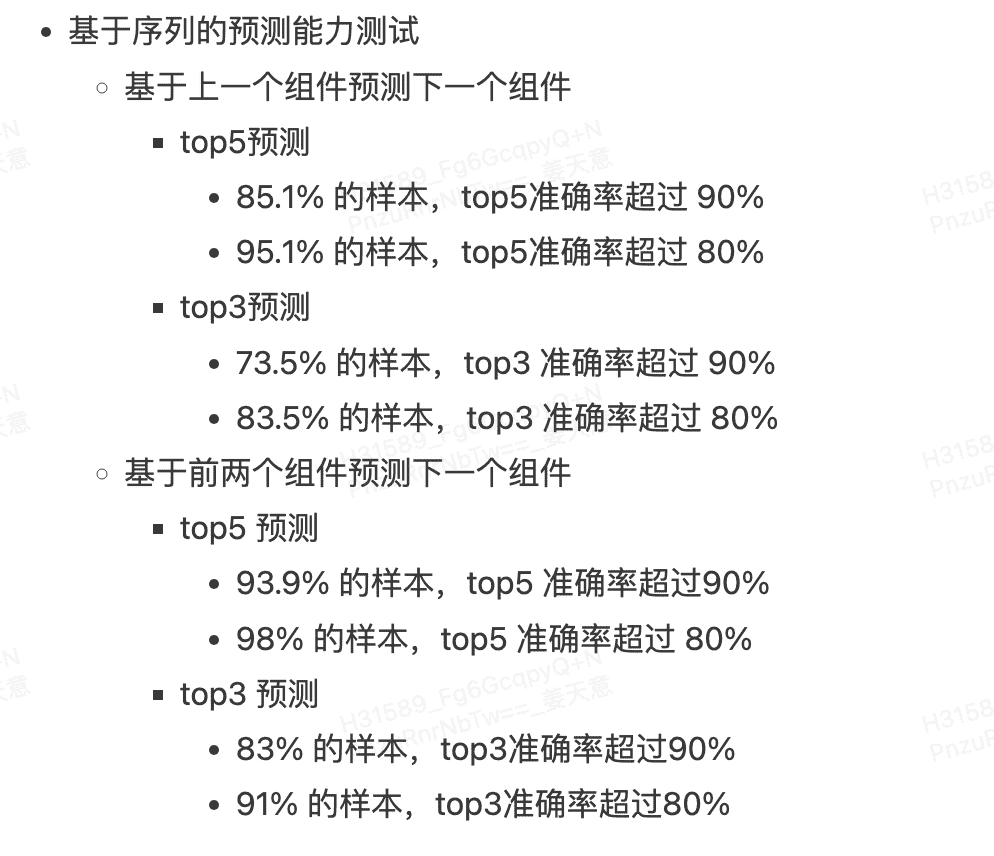 基于序列的预测能力测试
基于上一个组件预测下一个组件
top5预测
85.1% 的样本，top5准确率超过 90%
95.1% 的样本，top5准确率超过 80%
top3预测
73.5% 的样本，top3 准确率超过 90%
83.5% 的样本，top3 准确率超过 80%
基于前两个组件预测下一个组件
top5 预测
93.9% 的样本，top5 准确率超过90%
98% 的样本，top5 准确率超过 80%
top3 预测
83% 的样本，top3准确率超过90%
91% 的样本，top3准确率超过80%